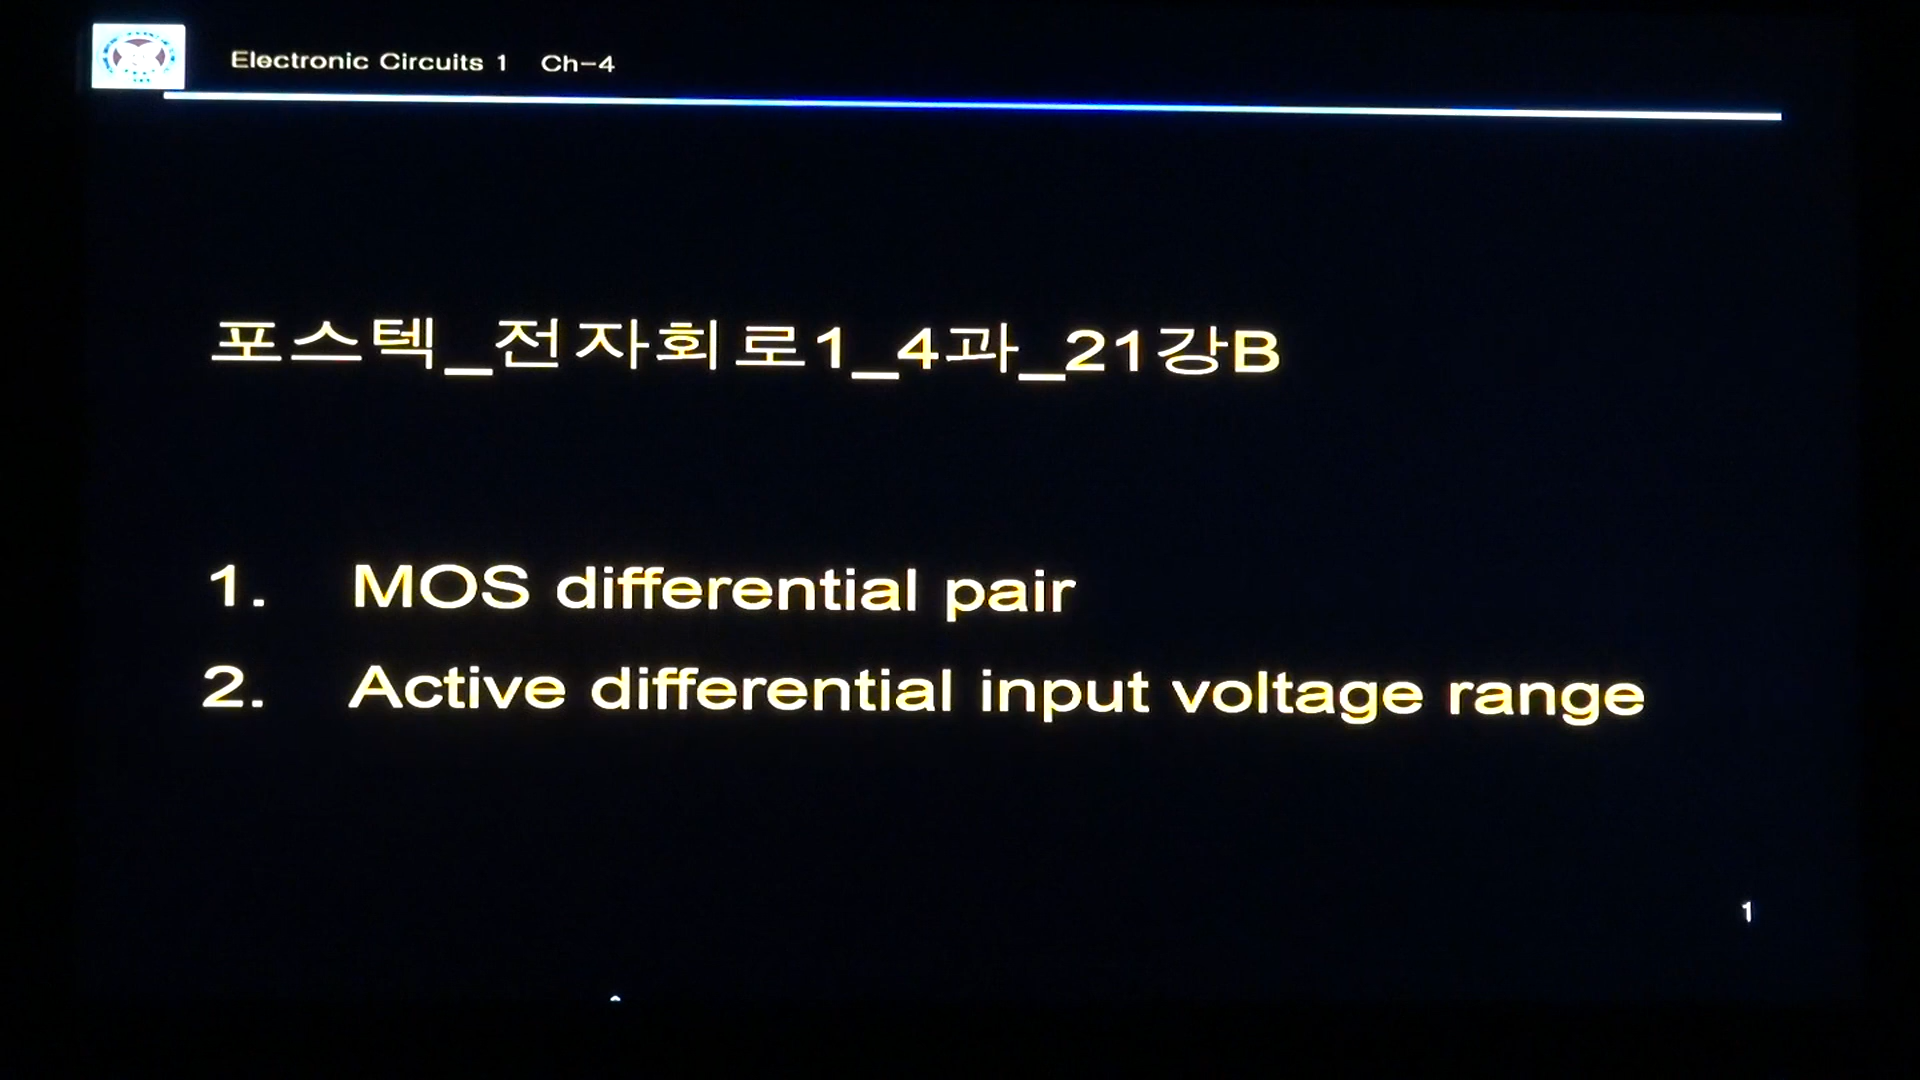 Electronic Circuits 1 Ch-4
포스텍_전자회로1_4과_21강B
1. MOS differential pair
2. Active differential input voltage range
1